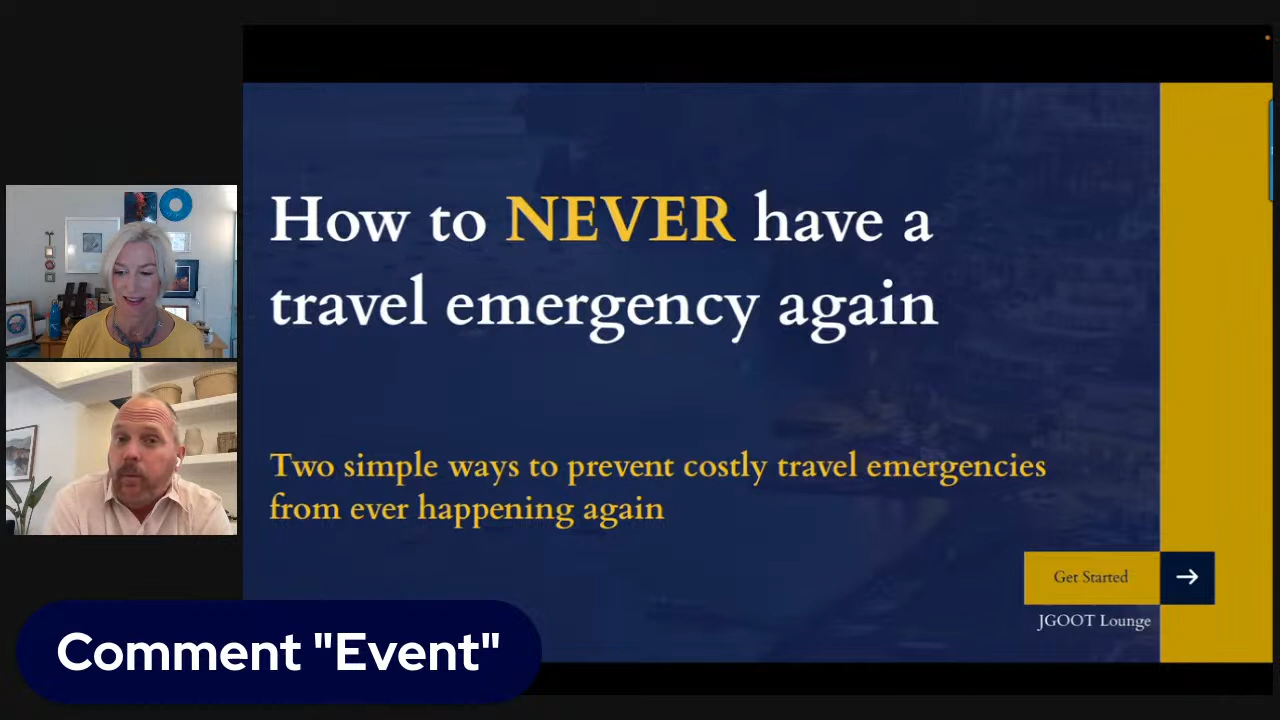 How to NEVER have a
travel emergency again
Two simple ways to prevent costly travel emergencies
from ever happening again
Get Started
JGOOT Lounge
Comment "Event"